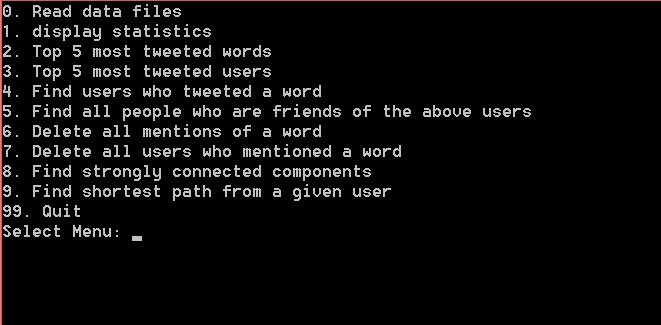 0. Read data files
1. display statistics
2. Top 5 most tweeted words
3. Top 5 most tweeted users
4. Find users who tweeted a word
5. Find all people who are friends of the above users
6. Delete all mentions of a word
7. Delete all users who mentioned a word
8. Find strongly connected components
9. Find shortest path from a given user
99. Quit
Select Menu: _